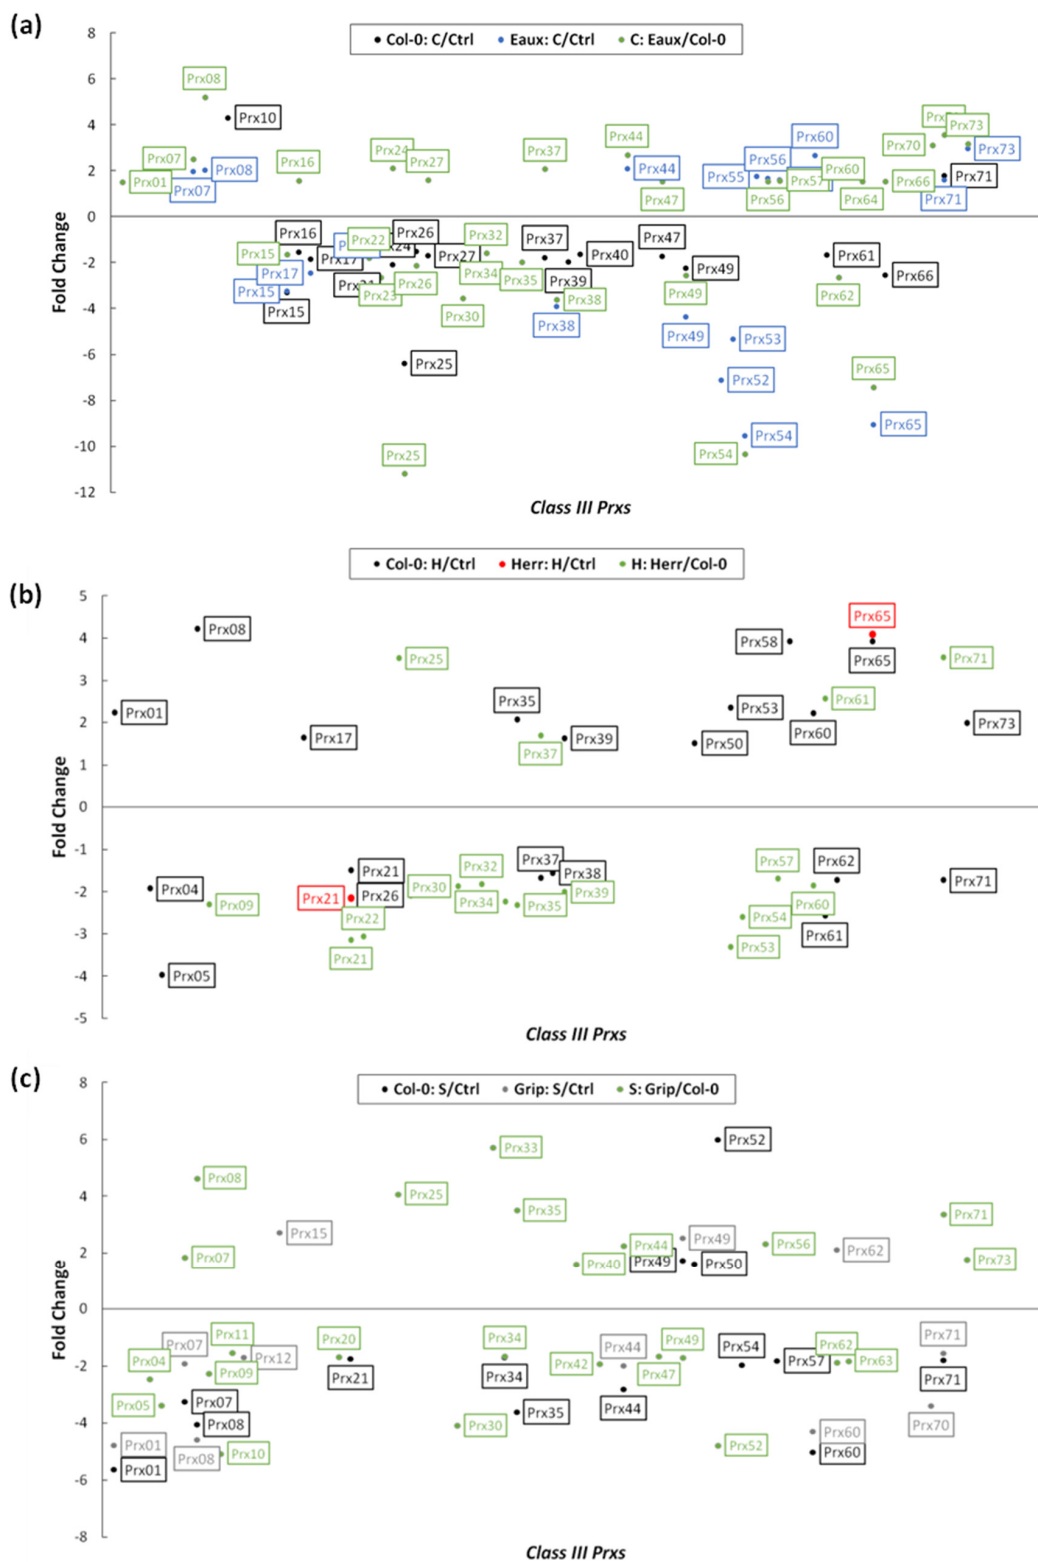 (a)
8
Col-0: C/Ctrl Eaux: C/Ctrl C: Eaux/Col-0
Prx08
6
Prx10
4
Prx44
Prx60
Prx73
Prx07
Prx24
Prx27
Prx37
Prx56
Prx60
Prx70
Prx73
2
Prx01
Prx08
Prx16
Prx44
Prx55
Prx57
Prx66
Prx71
Prx07
Prx47
Prx56
Prx64
Prx71
0
Fold Change
Prx16
Prx22
Prx26
Prx32
Prx37
Prx47
Prx15
Prx27
Prx40
Prx61
-2
Prx17
Prx34
Prx39
Prx49
Prx66
Prx15
Prx23
Prx26
Prx35
Prx38
Prx49
Prx62
Prx15
Prx30
Prx38
-4
Prx49
Prx53
-6
Prx25
Prx52
Prx65
-8
Prx65
Prx54
-10
Prx25
Prx54
-12
Class III Prxs
(b)
Col-0: H/Ctrl Herr: H/Ctrl H: Herr/Col-0
5
Prx65
4
Prx08
Prx58
Prx65
Prx25
Prx71
3
Prx35
Prx61
Prx01
Prx53
2
Prx60
Prx73
Prx17
Prx39
Prx50
Prx37
1
0
Fold Change
-1
Prx37
Prx57
Prx62
Prx21
Prx32
Prx38
Prx71
-2
Prx04
Prx30
Prx39
Prx09
Prx21
Prx26
Prx34
Prx35
Prx60
Prx22
Prx54
Prx61
-3
Prx21
Prx53
-4
Prx05
-5
Class III Prxs
(c)
8
Col-0: S/Ctrl Grip: S/Ctrl S: Grip/Col-0
6
Prx52
Prx33
Prx08
4
Prx25
Prx35
Prx71
Prx15
Prx49
2
Prx07
Prx44
Prx56
Prx62
Prx40
Prx49
Prx50
Prx73
0
Fold Change
Prx11
Prx20
Prx34
Prx49
Prx54
Prx62
Prx71
Prx07
Prx12
Prx44
-2
Prx04
Prx09
Prx21
Prx34
Prx42
Prx47
Prx57
Prx63
Prx71
Prx05
Prx07
Prx35
Prx44
-4
Prx08
Prx30
Prx60
Prx70
Prx01
Prx08
Prx10
Prx52
Prx60
Prx01
-6
-8
Class III Prxs